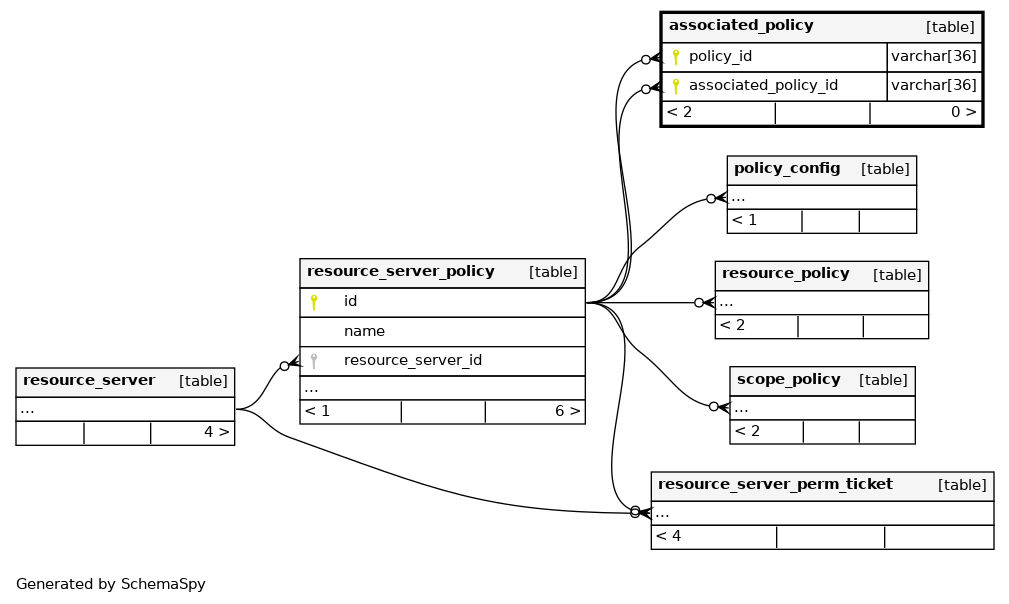 associated_policy [table]
policy_id varchar[36]
associated_policy_id varchar[36]
< 2 0 >
policy_config [table]
...
< 1
resource_server_policy [table]
id
name
resource_server_id
...
< 1 6 >
resource_policy [table]
...
< 2
resource_server [table]
...
4 >
scope_policy [table]
...
< 2
resource_server_perm_ticket [table]
...
< 4
Generated by SchemaSpy